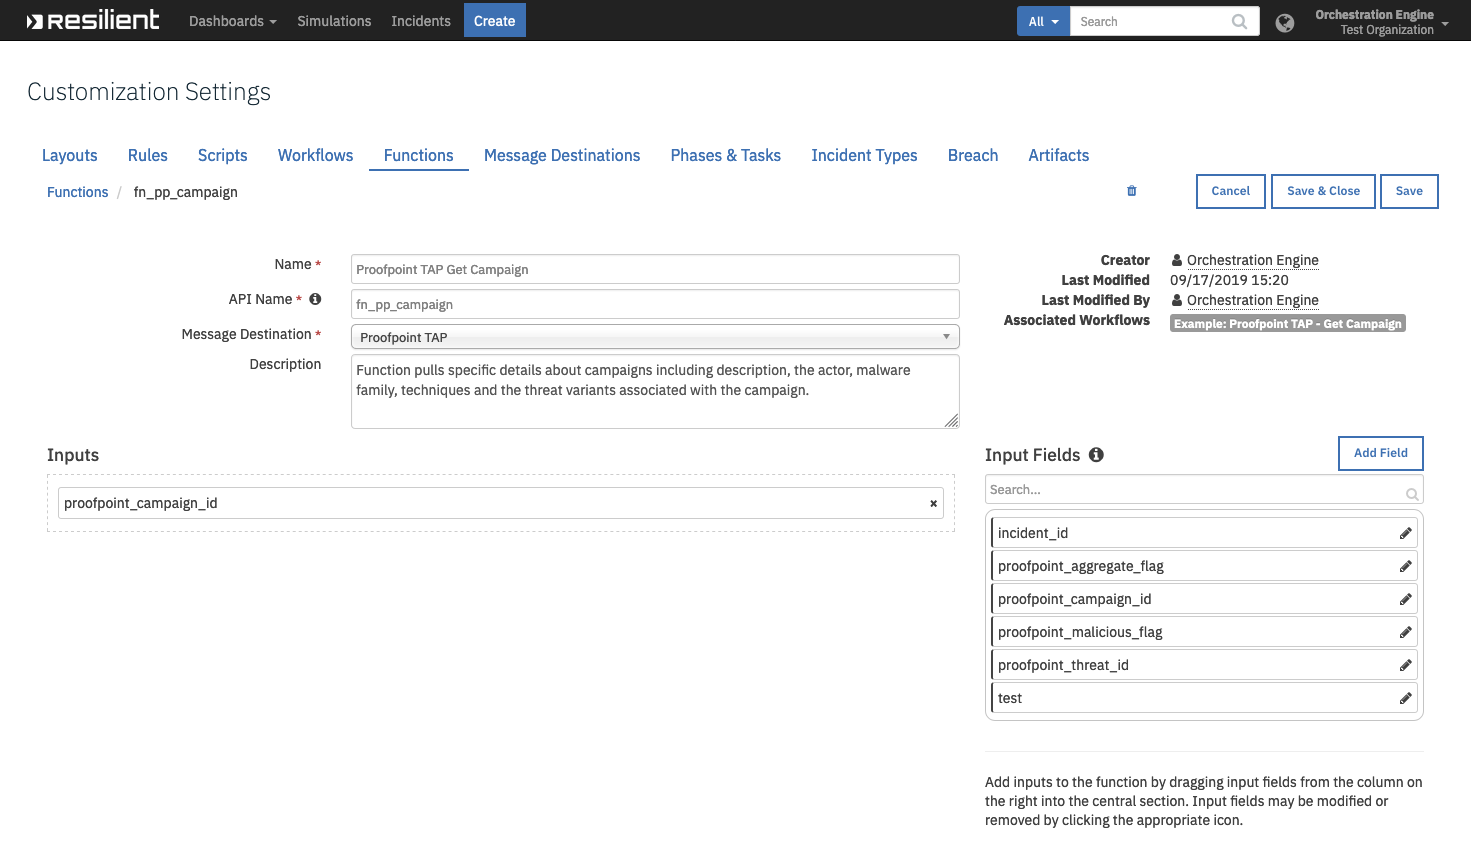 resilient Dashboards Simulations Incidents Create All Search Orchestration Engine
Test Organization
Customization Settings
Layouts Rules Scripts Workflows Functions Message Destinations Phases & Tasks Incident Types Breach Artifacts
Functions / fn_pp_campaign Cancel Save & Close Save
Name * Proofpoint TAP Get Campaign
API Name * fn_pp_campaign
Message Destination * Proofpoint TAP
Description Function pulls specific details about campaigns including description, the actor, malware
family, techniques and the threat variants associated with the campaign.
Creator Orchestration Engine
Last Modified 09/17/2019 15:20
Last Modified By Orchestration Engine
Associated Workflows Example: Proofpoint TAP - Get Campaign
Inputs
proofpoint_campaign_id ×
Input Fields Add Field
Search...
incident_id
proofpoint_aggregate_flag
proofpoint_campaign_id
proofpoint_malicious_flag
proofpoint_threat_id
test
Add inputs to the function by dragging input fields from the column on
the right into the central section. Input fields may be modified or
removed by clicking the appropriate icon.